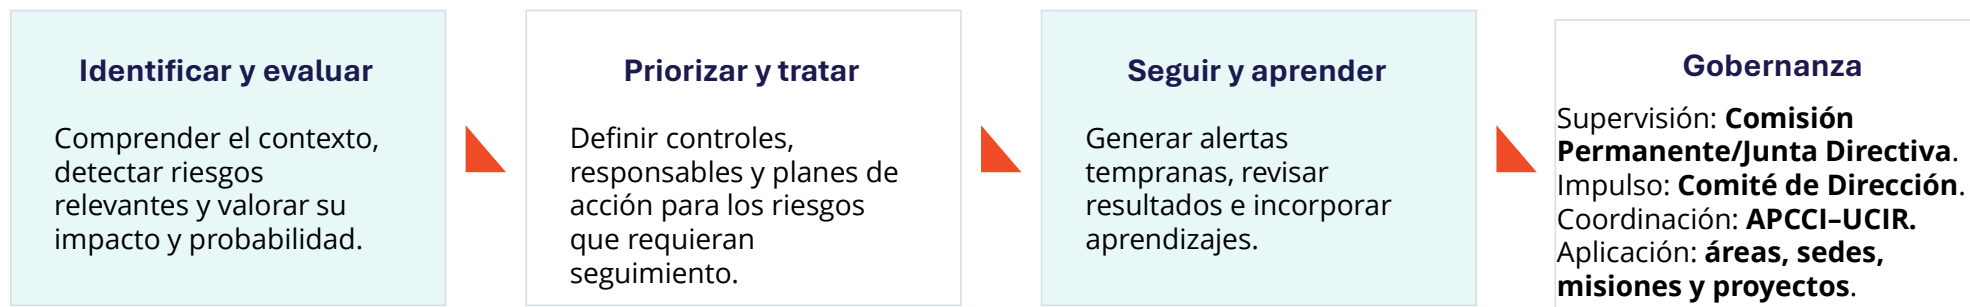 Identificar y evaluar
Comprender el contexto,
detectar riesgos
relevantes y valorar su
impacto y probabilidad.
Priorizar y tratar
Definir controles,
responsables y planes de
acción para los riesgos
que requieran
seguimiento.
Seguir y aprender
Generar alertas
tempranas, revisar
resultados e incorporar
aprendizajes.
Gobernanza
Supervisión: Comisión
Permanente/Junta Directiva.
Impulso: Comité de Dirección.
Coordinación: APCCI–UCIR.
Aplicación: áreas, sedes,
misiones y proyectos.